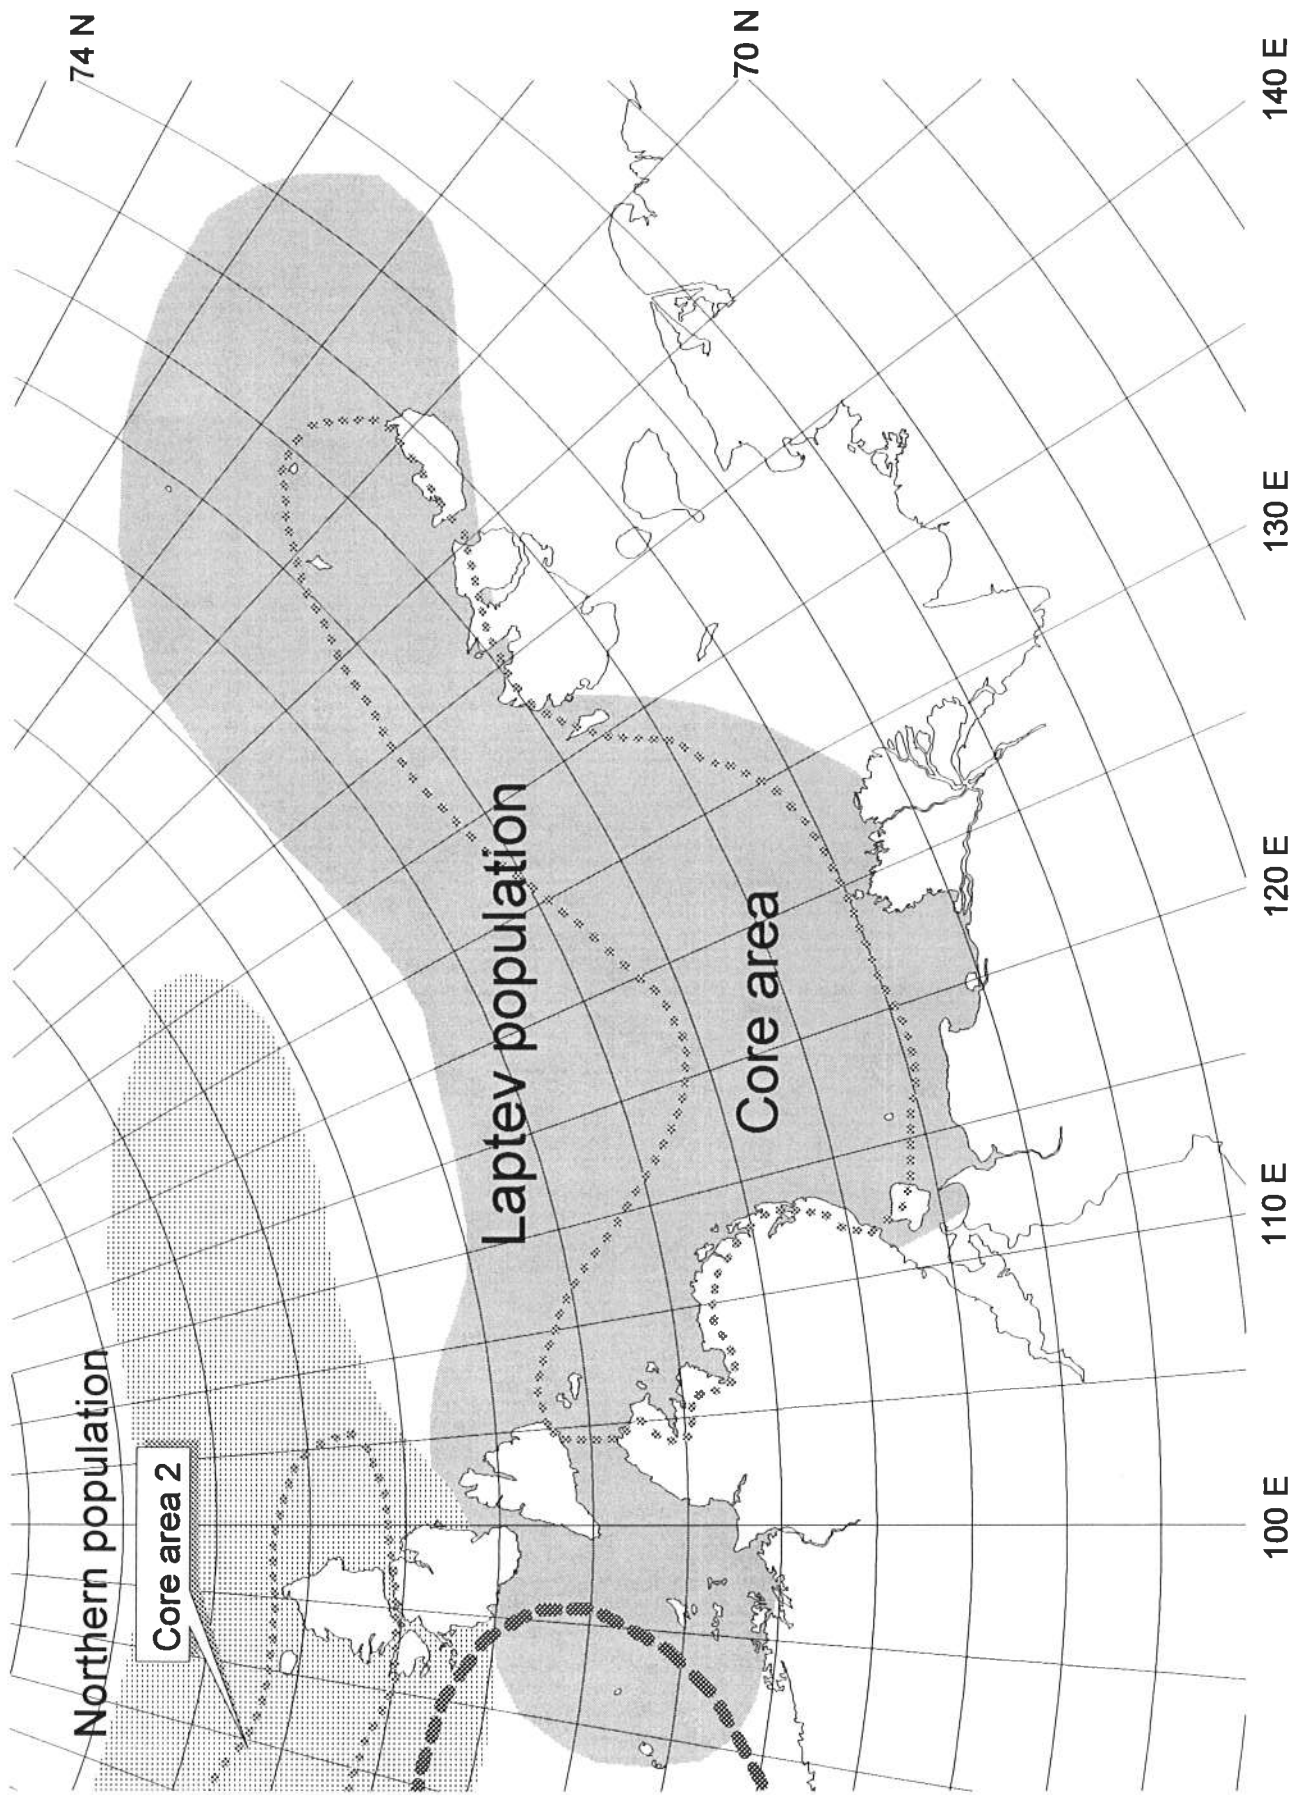 Northern population
Core area 2
Laptev population
Core area
74 N
70 N
100 E
110 E
120 E
130 E
140 E